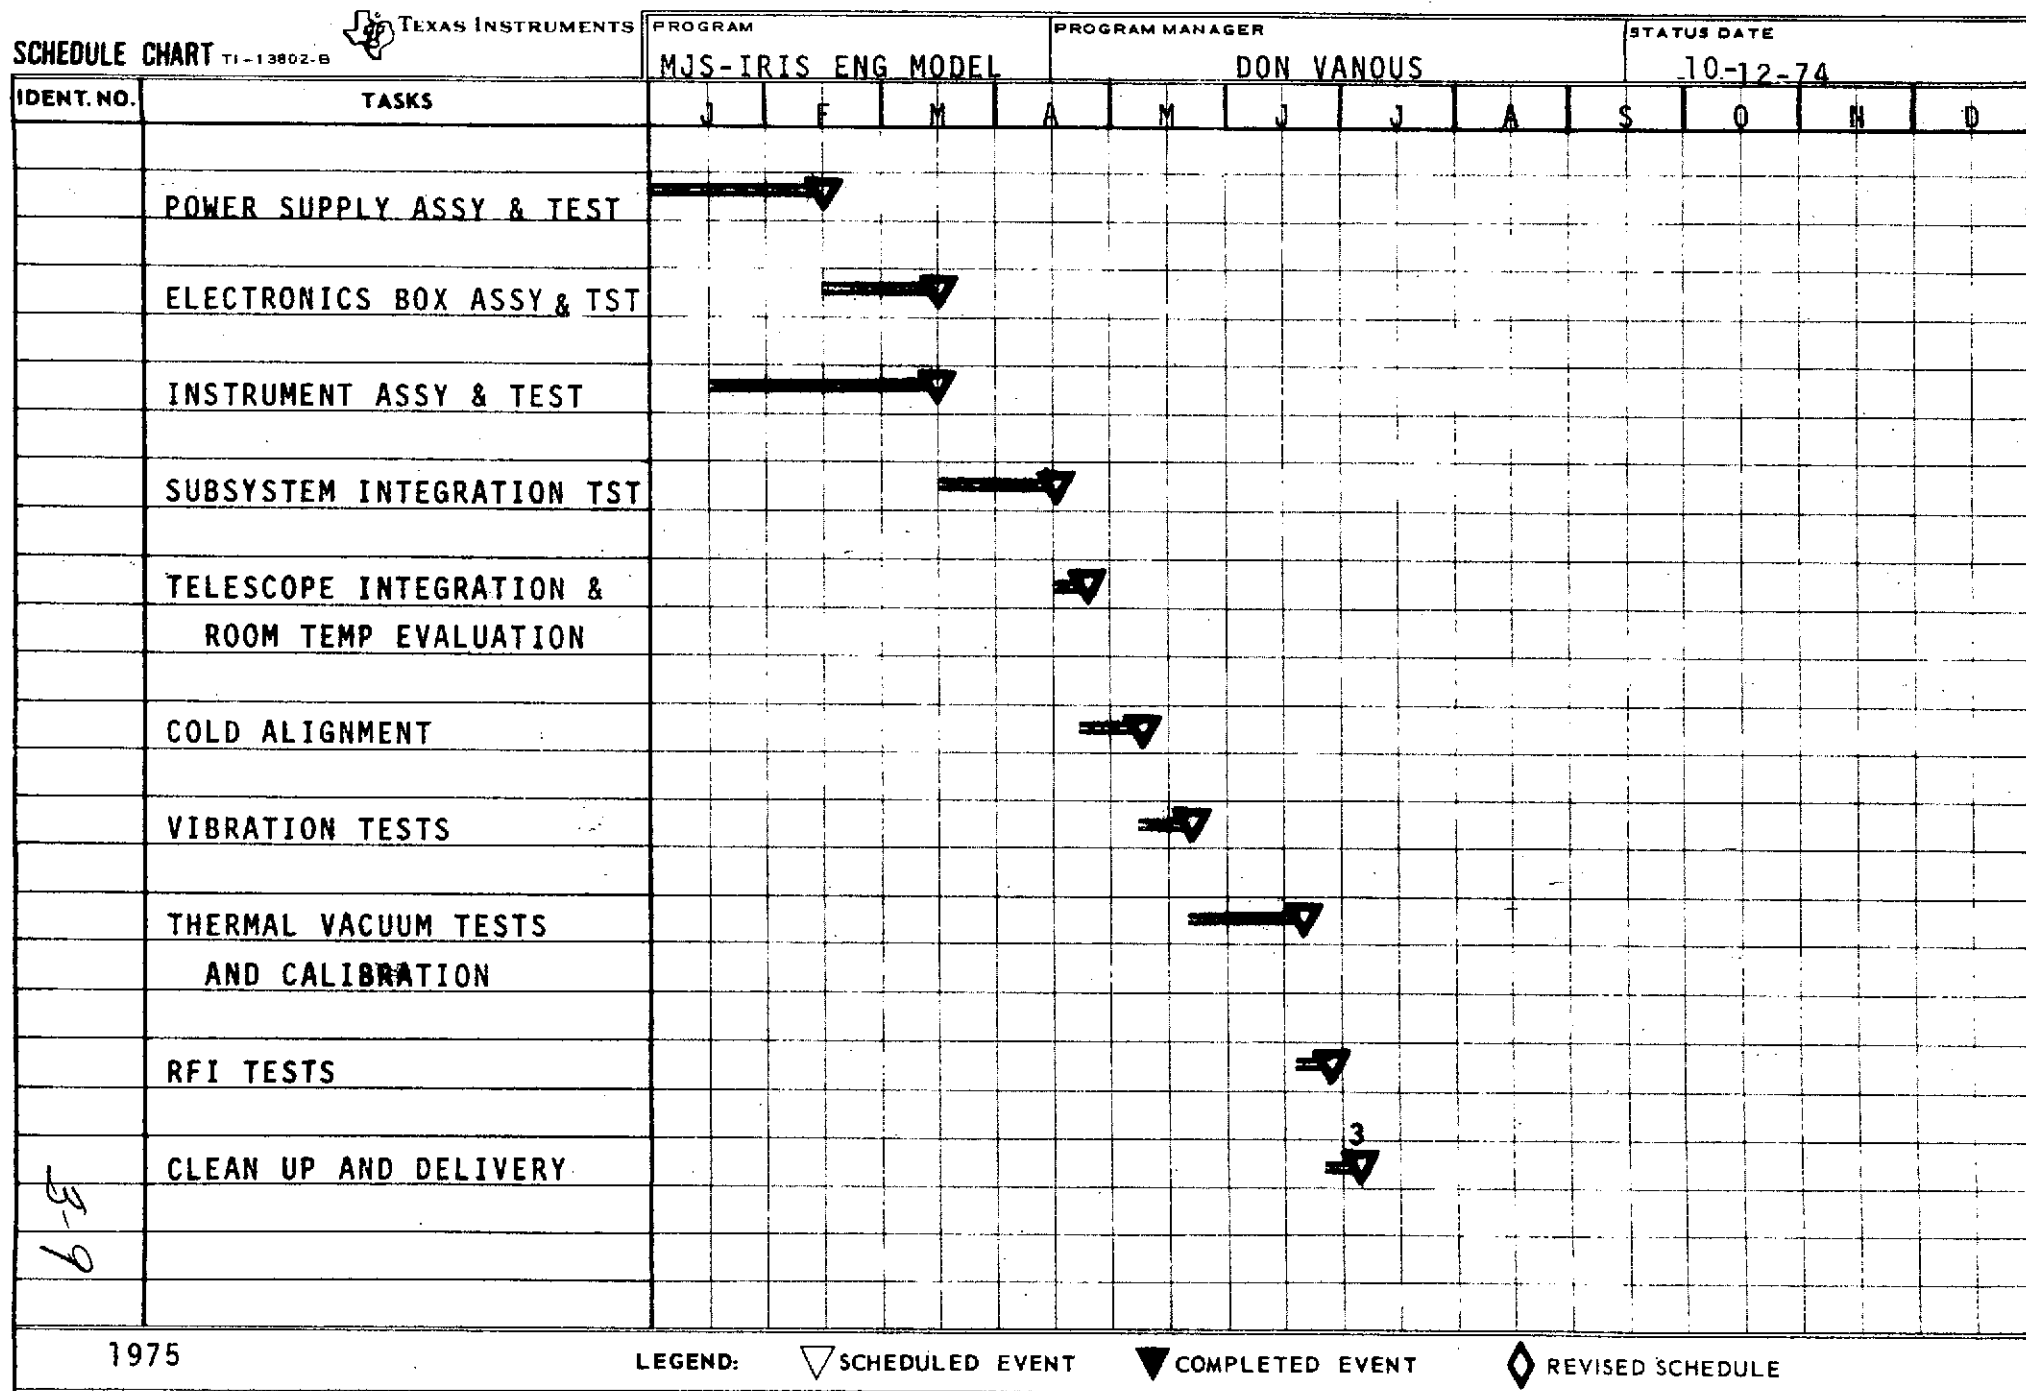 TEXAS INSTRUMENTS
SCHEDULE CHART TI-13802-B
PROGRAM
MJS-IRIS ENG MODEL
PROGRAM MANAGER
DON VANOUS
STATUS DATE
10-12-74
IDENT. NO. TASKS J F M A M J J A S O N D
POWER SUPPLY ASSY & TEST
ELECTRONICS BOX ASSY & TST
INSTRUMENT ASSY & TEST
SUBSYSTEM INTEGRATION TST
TELESCOPE INTEGRATION &
ROOM TEMP EVALUATION
COLD ALIGNMENT
VIBRATION TESTS
THERMAL VACUUM TESTS
AND CALIBRATION
RFI TESTS
3
CLEAN UP AND DELIVERY
3-9
1975
LEGEND: SCHEDULED EVENT COMPLETED EVENT REVISED SCHEDULE